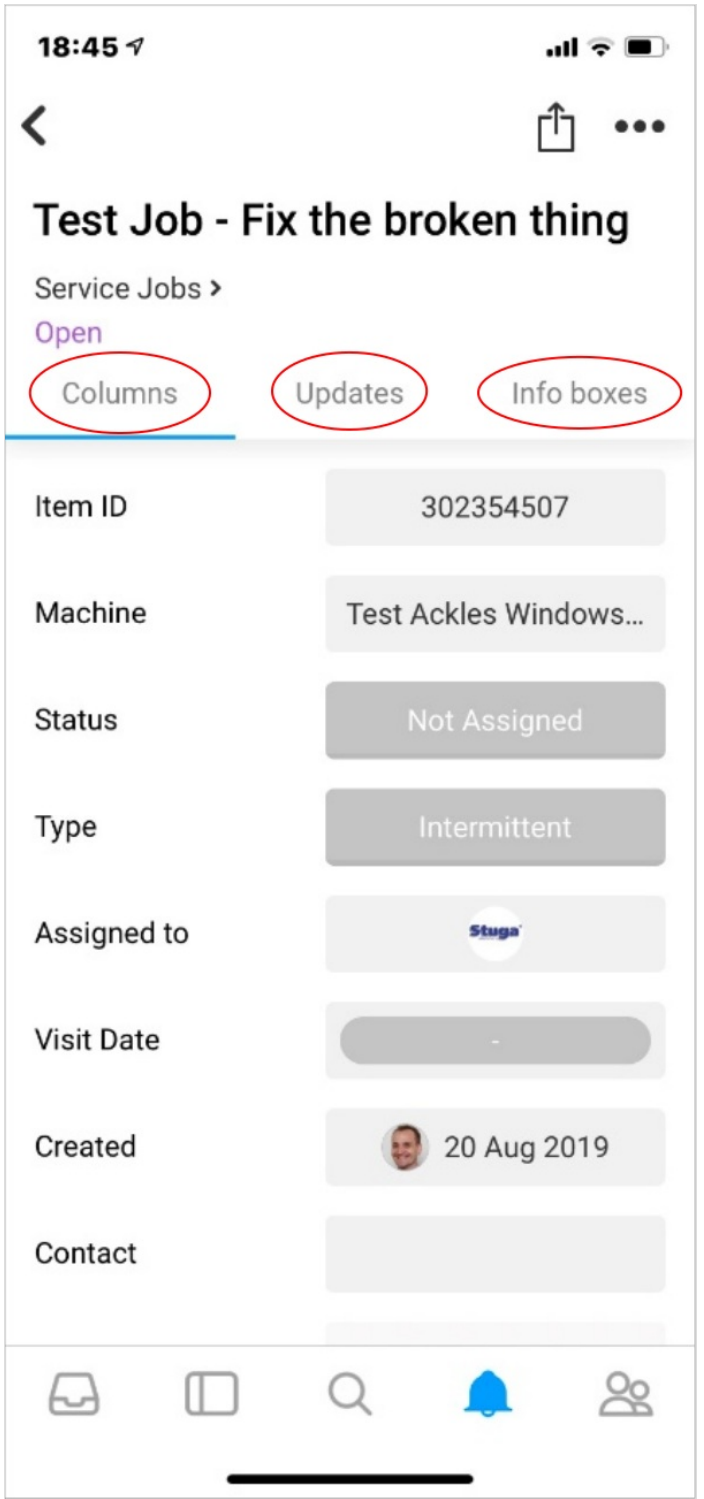 18:45
Test Job - Fix the broken thing
Service Jobs >
Open
Columns Updates Info boxes
Item ID 302354507
Machine Test Ackles Windows...
Status Not Assigned
Type Intermittent
Assigned to Stuga
Visit Date -
Created 20 Aug 2019
Contact